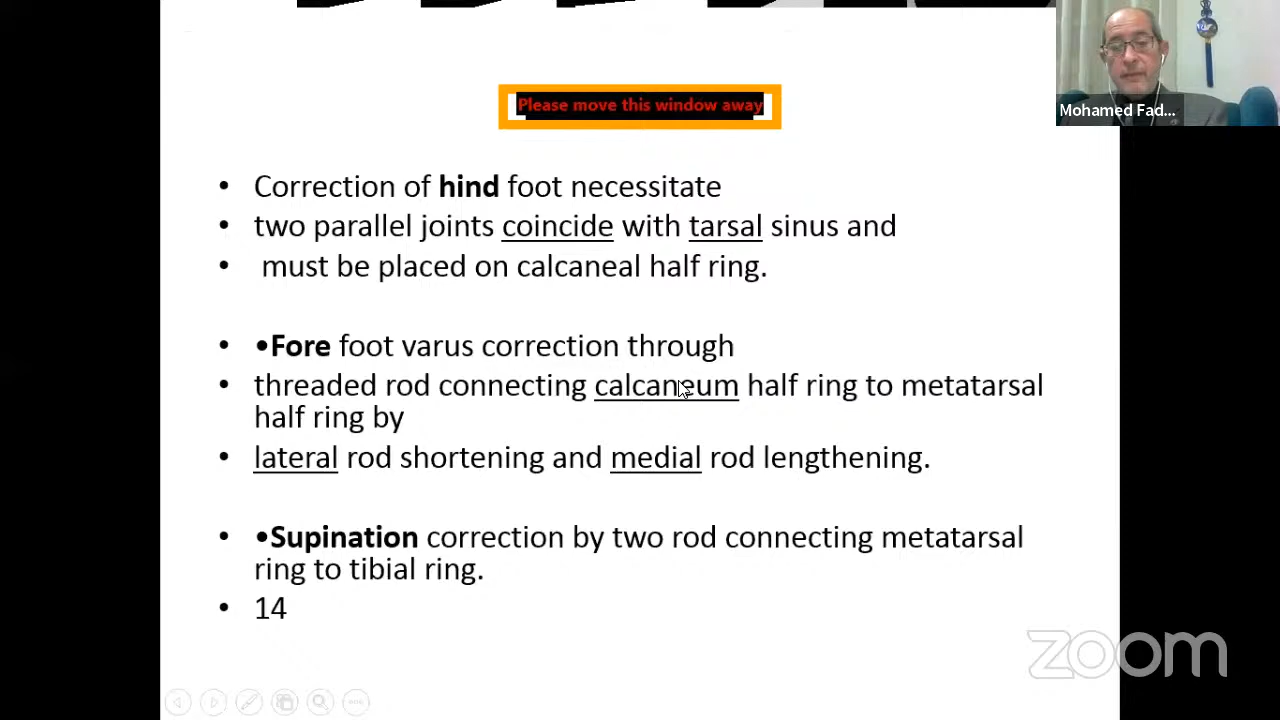 Please move this window away
Mohamed Fad...
• Correction of hind foot necessitate
• two parallel joints coincide with tarsal sinus and
• must be placed on calcaneal half ring.
• •Fore foot varus correction through
• threaded rod connecting calcaneum half ring to metatarsal
half ring by
• lateral rod shortening and medial rod lengthening.
• •Supination correction by two rod connecting metatarsal
ring to tibial ring.
• 14
zoom